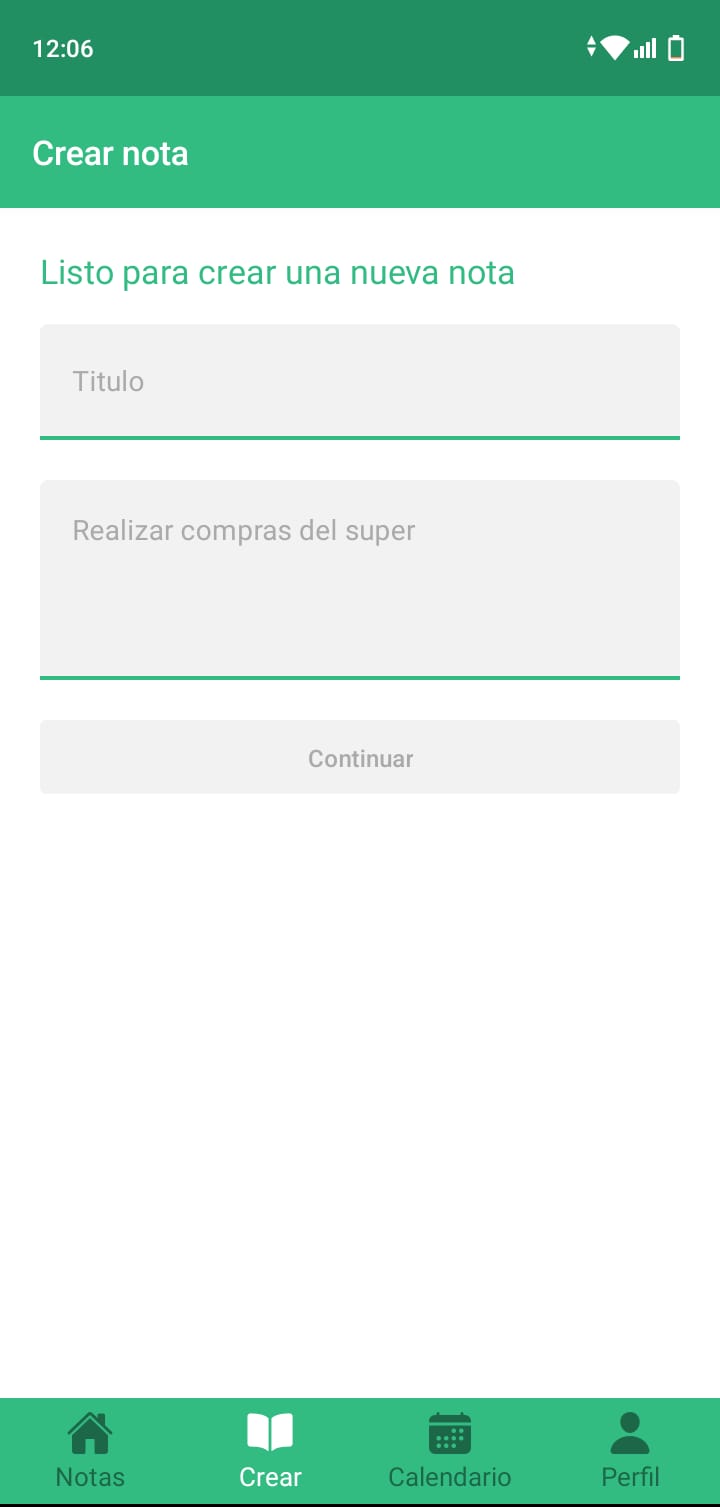 12:06
Crear nota
Listo para crear una nueva nota
Titulo
Realizar compras del super
Continuar
Notas
Crear
Calendario
Perfil